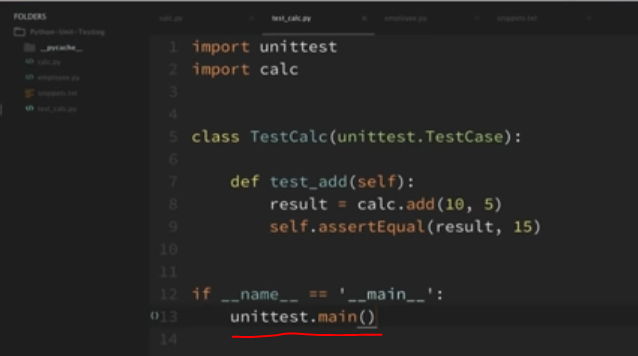 FOLDERS
Python-Unit-Testing
__pycache__
calc.py
employee.py
snippets.txt
test_calc.py
calc.py
test_calc.py
employee.py
snippets.txt
1 import unittest
2 import calc
3
4
5 class TestCalc(unittest.TestCase):
6
7     def test_add(self):
8         result = calc.add(10, 5)
9         self.assertEqual(result, 15)
10
11
12 if __name__ == '__main__':
13     unittest.main()
14